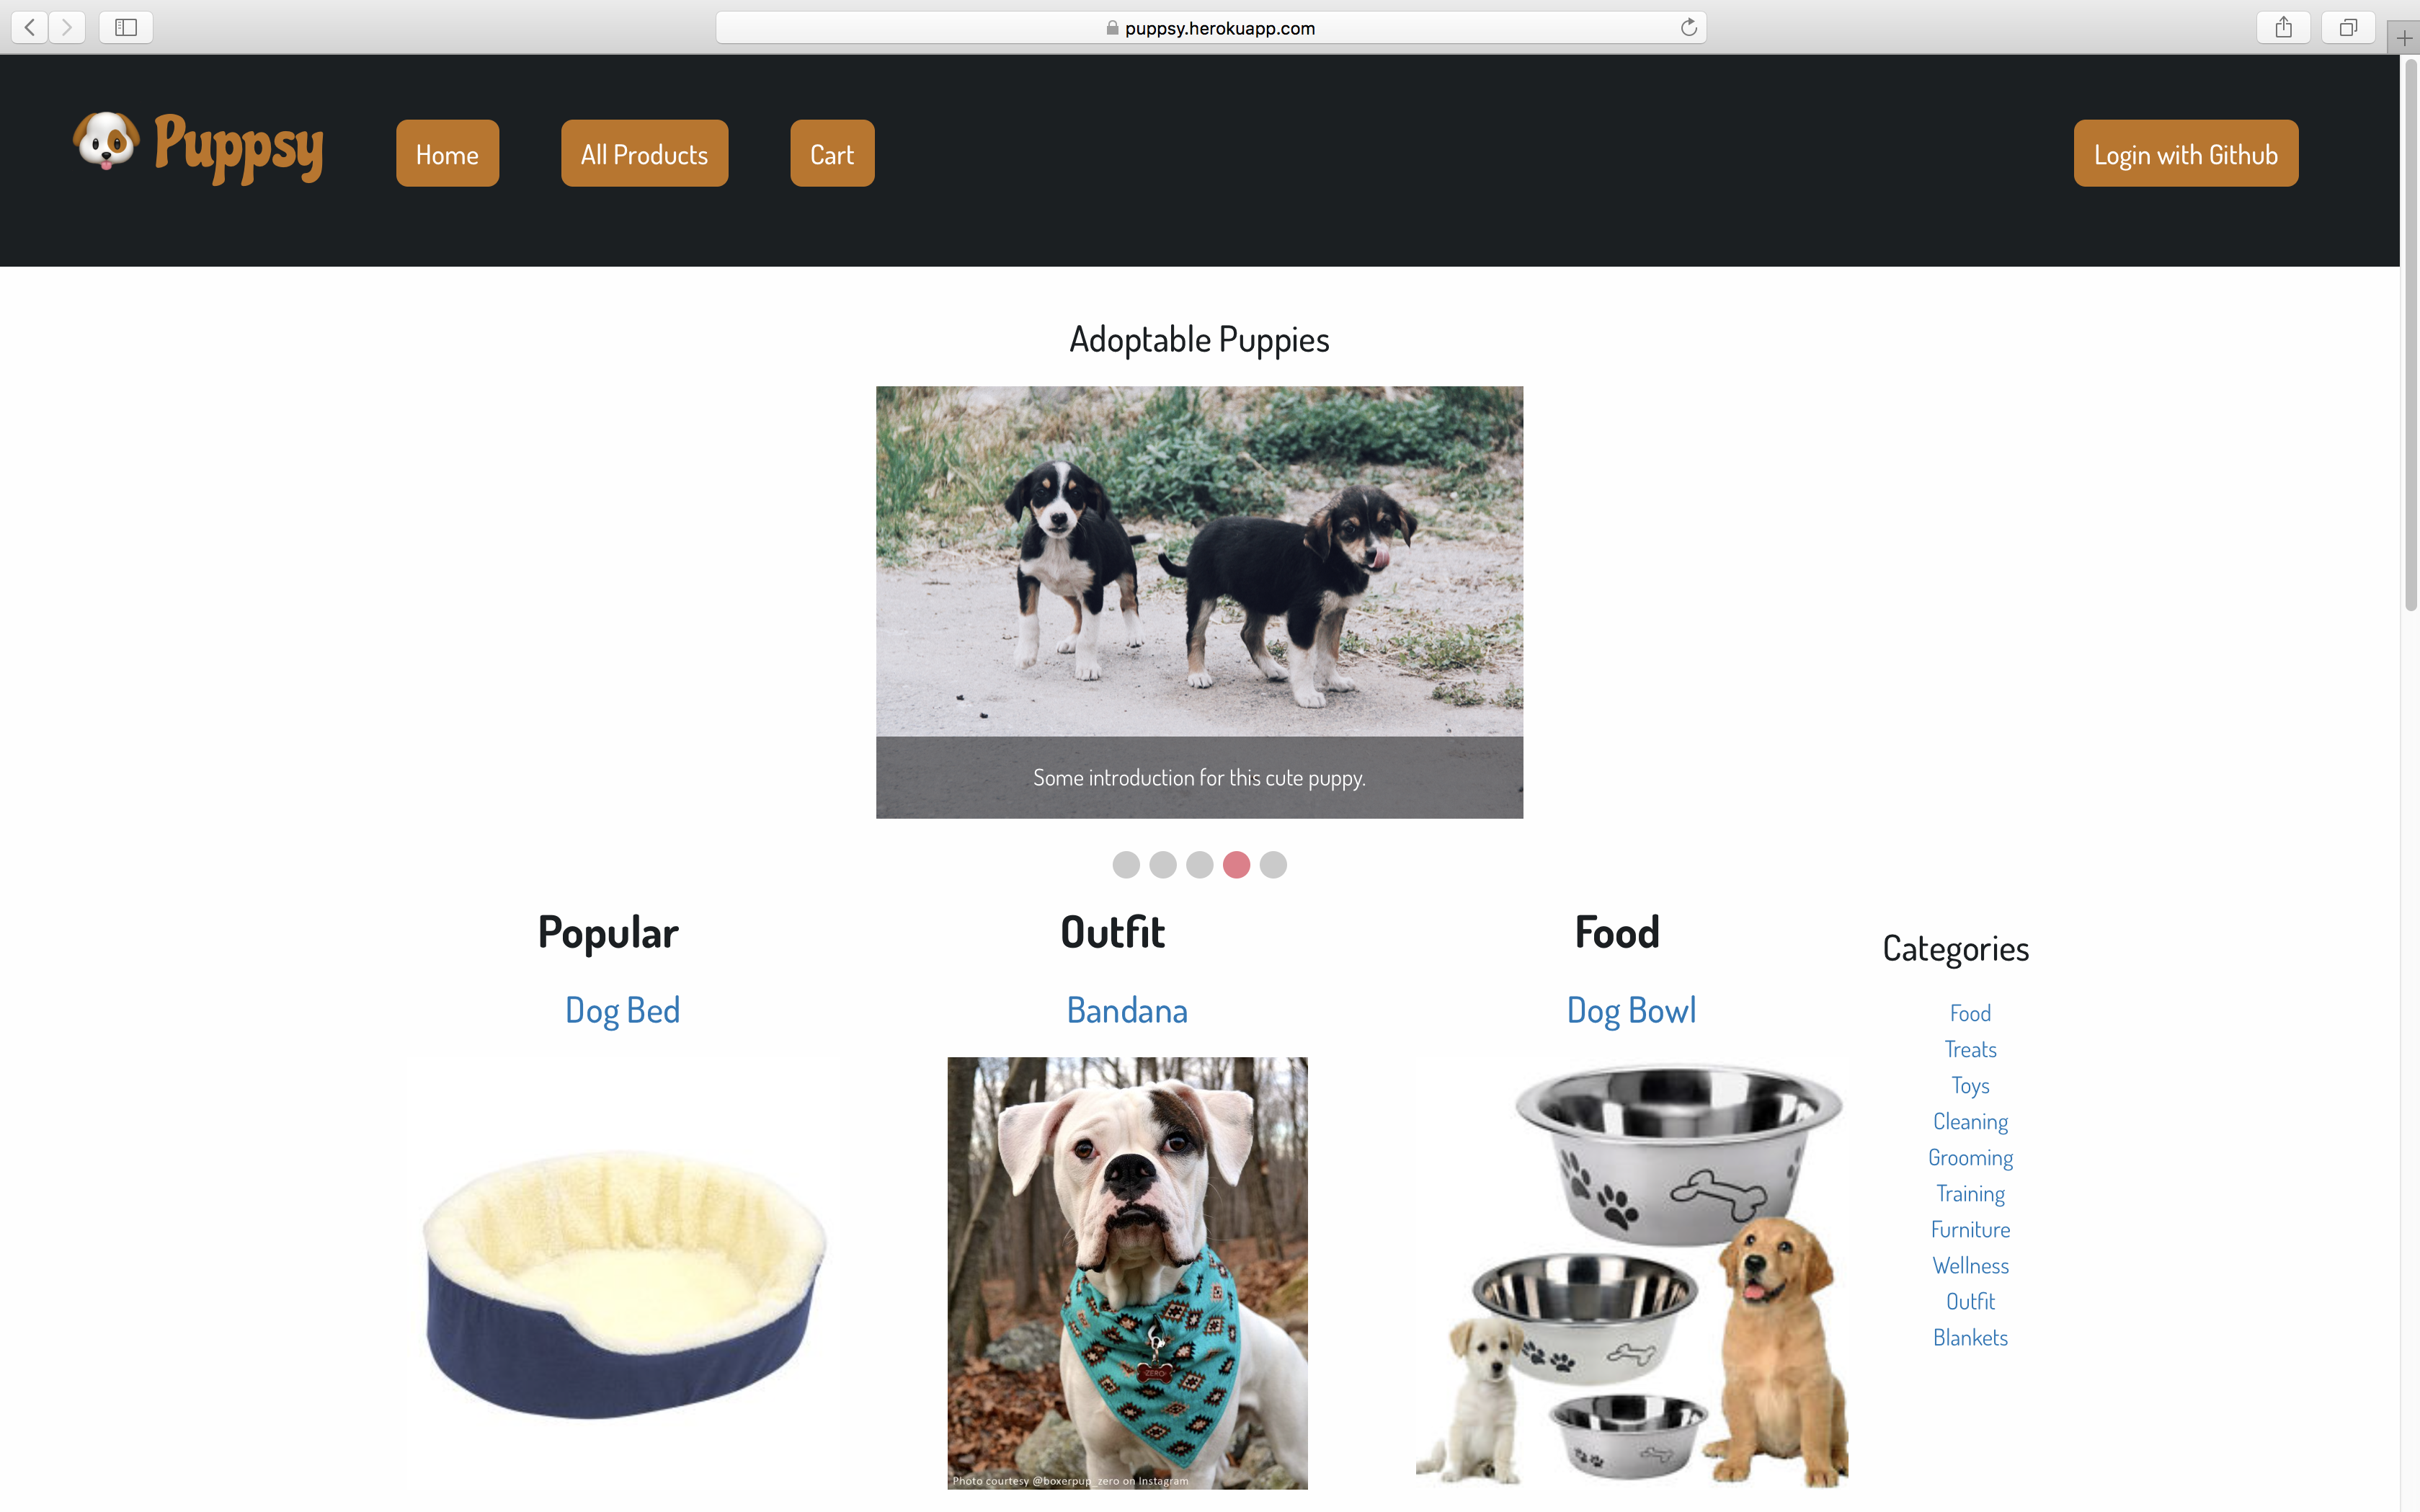 puppsy.herokuapp.com
Puppsy
Home
All Products
Cart
Login with Github
Adoptable Puppies
Some introduction for this cute puppy.
Popular
Outfit
Food
Categories
Dog Bed
Bandana
Dog Bowl
Food
Treats
Toys
Cleaning
Grooming
Training
Furniture
Wellness
Outfit
Blankets
ZERO
Photo courtesy @boxerpup_zero on Instagram